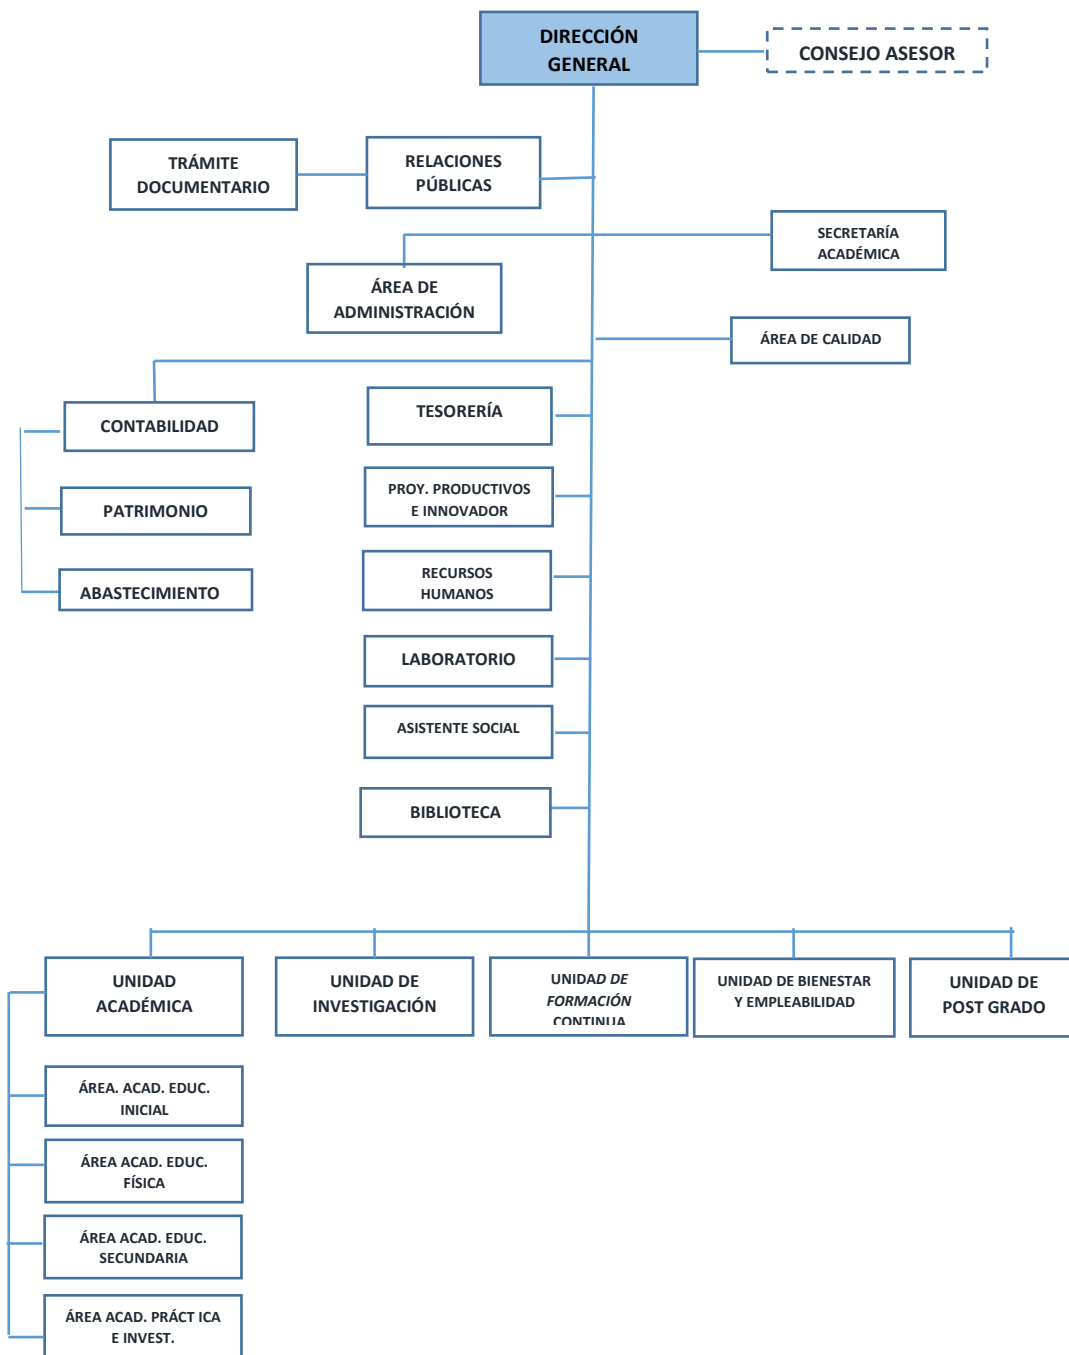 DIRECCIÓN
GENERAL
CONSEJO ASESOR
TRÁMITE
DOCUMENTARIO
RELACIONES
PÚBLICAS
SECRETARÍA
ACADÉMICA
ÁREA DE
ADMINISTRACIÓN
ÁREA DE CALIDAD
CONTABILIDAD
TESORERÍA
PROY. PRODUCTIVOS
E INNOVADOR
PATRIMONIO
RECURSOS
HUMANOS
ABASTECIMIENTO
LABORATORIO
ASISTENTE SOCIAL
BIBLIOTECA
UNIDAD
ACADÉMICA
UNIDAD DE
INVESTIGACIÓN
UNIDAD DE
FORMACIÓN
CONTINUA
UNIDAD DE BIENESTAR
Y EMPLEABILIDAD
UNIDAD DE
POST GRADO
ÁREA. ACAD. EDUC.
INICIAL
ÁREA ACAD. EDUC.
FÍSICA
ÁREA ACAD. EDUC.
SECUNDARIA
ÁREA ACAD. PRÁCT ICA
E INVEST.